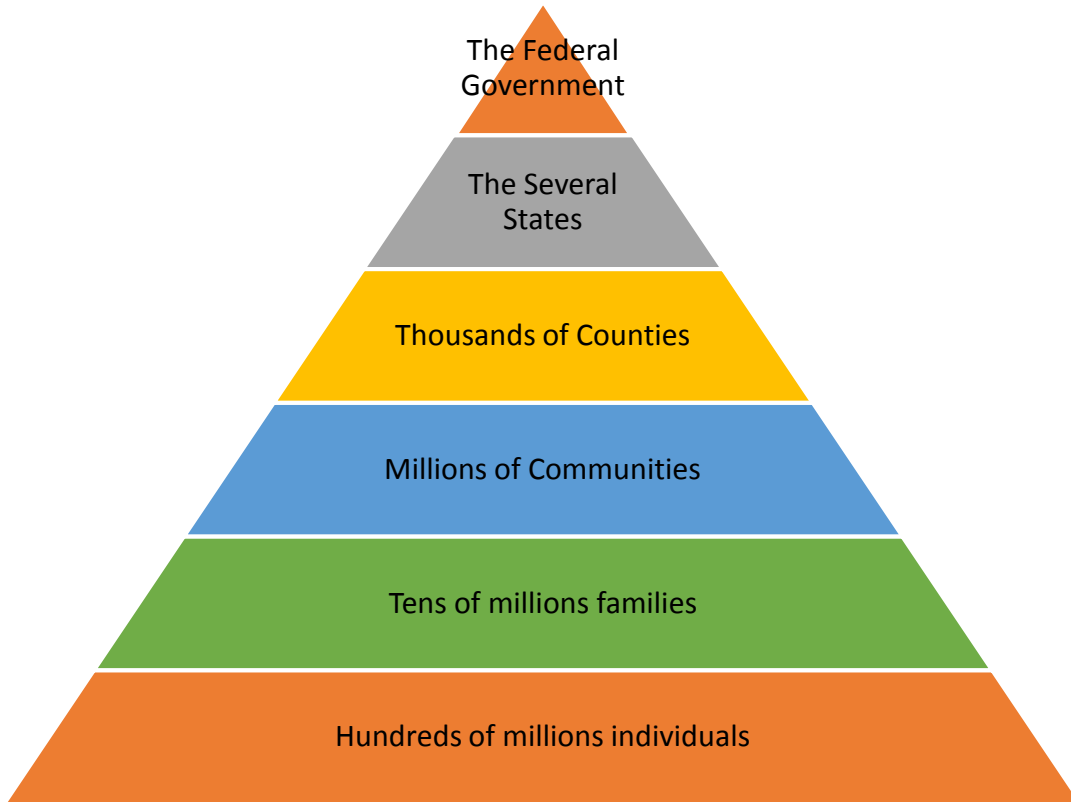 The Federal
Government
The Several
States
Thousands of Counties
Millions of Communities
Tens of millions families
Hundreds of millions individuals